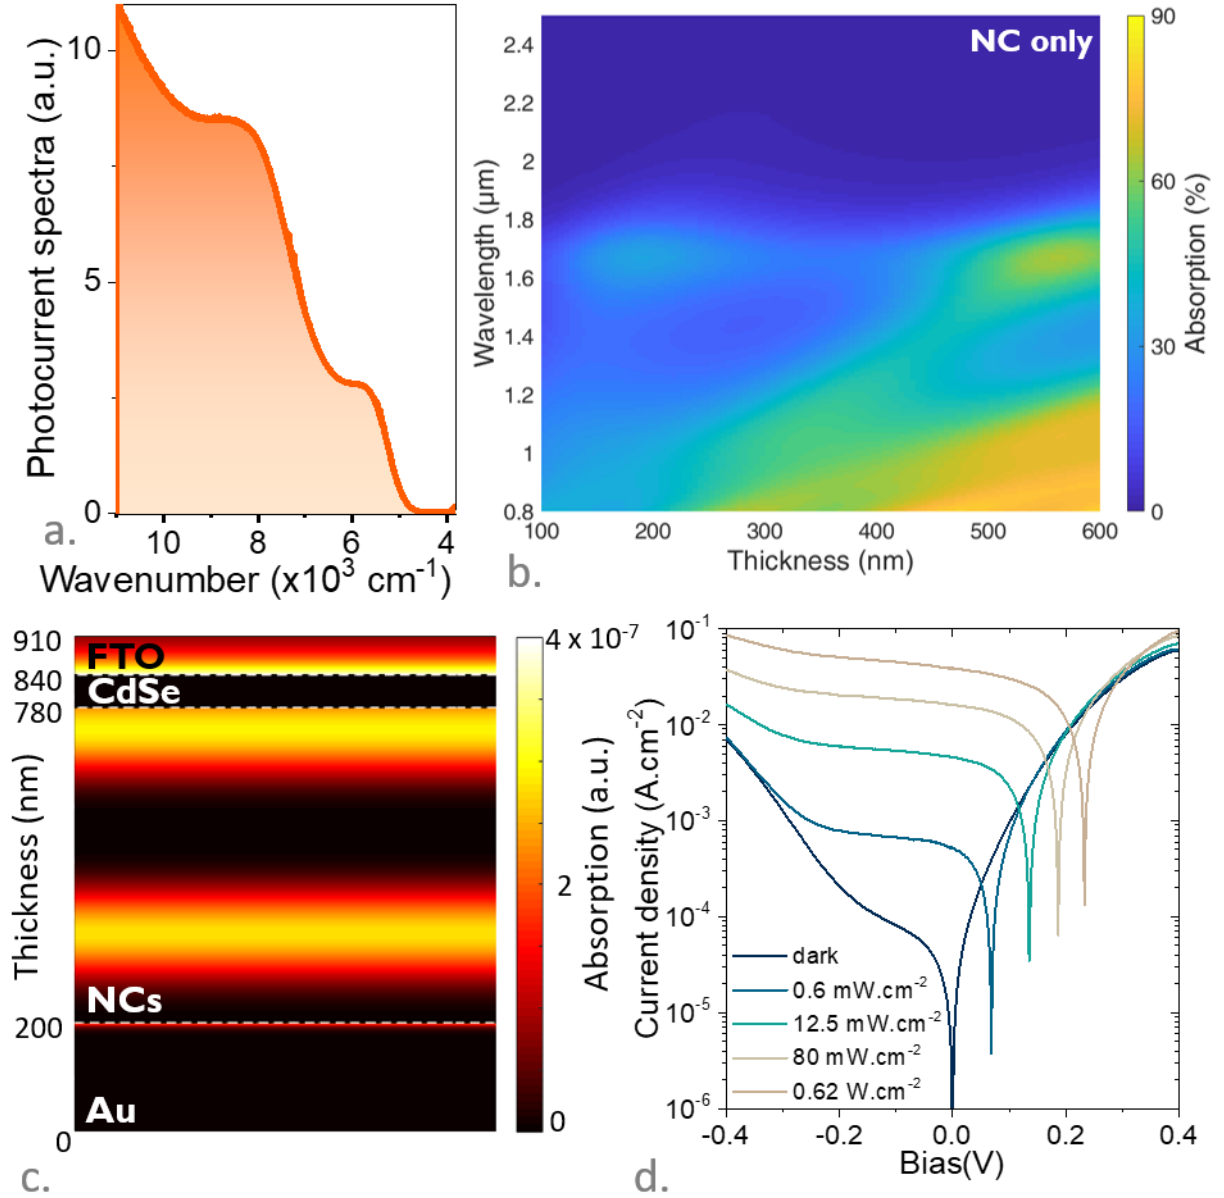 Photocurrent spectra (a.u.)
10
5
0
10 8 6 4
Wavenumber (x10³ cm⁻¹)
a.
NC only
Wavelength (µm)
2.4
2.2
2
1.8
1.6
1.4
1.2
1
0.8
100 200 300 400 500 600
Thickness (nm)
90
60
30
0
Absorption (%)
b.
Thickness (nm)
910
840
780
200
0
FTO
CdSe
NCs
Au
4 x 10⁻⁷
2
0
Absorption (a.u.)
c.
Current density (A.cm⁻²)
10⁻¹
10⁻²
10⁻³
10⁻⁴
10⁻⁵
10⁻⁶
dark
0.6 mW.cm⁻²
12.5 mW.cm⁻²
80 mW.cm⁻²
0.62 W.cm⁻²
-0.4 -0.2 0.0 0.2 0.4
Bias(V)
d.